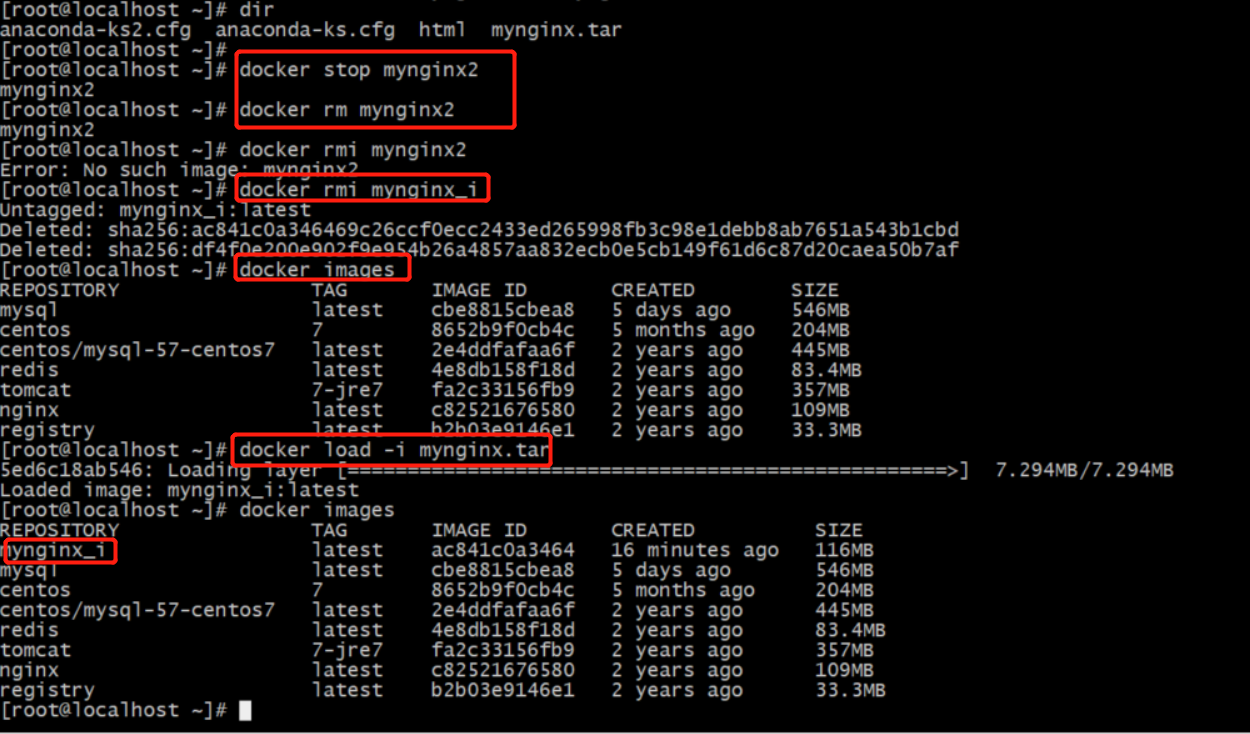 [root@localhost ~]# dir
anaconda-ks2.cfg  anaconda-ks.cfg  html  mynginx.tar
[root@localhost ~]#
[root@localhost ~]# docker stop mynginx2
mynginx2
[root@localhost ~]# docker rm mynginx2
mynginx2
[root@localhost ~]# docker rmi mynginx2
Error: No such image: mynginx2
[root@localhost ~]# docker rmi mynginx_i
Untagged: mynginx_i:latest
Deleted: sha256:ac841c0a346469c26ccf0ecc2433ed265998fb3c98e1debb8ab7651a543b1cbd
Deleted: sha256:df4f0e200e902f9e954b26a4857aa832ecb0e5cb149f61d6c87d20caea50b7af
[root@localhost ~]# docker images
REPOSITORY                TAG       IMAGE ID       CREATED        SIZE
mysql                     latest    cbe8815cbea8   5 days ago     546MB
centos                    7         8652b9f0cb4c   5 months ago   204MB
centos/mysql-57-centos7   latest    2e4ddfafaa6f   2 years ago    445MB
redis                     latest    4e8db158f18d   2 years ago    83.4MB
tomcat                    7-jre7    fa2c33156fb9   2 years ago    357MB
nginx                     latest    c82521676580   2 years ago    109MB
registry                  latest    b2b03e9146e1   2 years ago    33.3MB
[root@localhost ~]# docker load -i mynginx.tar
5ed6c18ab546: Loading layer [==================================================>]  7.294MB/7.294MB
Loaded image: mynginx_i:latest
[root@localhost ~]# docker images
REPOSITORY                TAG       IMAGE ID       CREATED          SIZE
mynginx_i                 latest    ac841c0a3464   16 minutes ago   116MB
mysql                     latest    cbe8815cbea8   5 days ago       546MB
centos                    7         8652b9f0cb4c   5 months ago     204MB
centos/mysql-57-centos7   latest    2e4ddfafaa6f   2 years ago      445MB
redis                     latest    4e8db158f18d   2 years ago      83.4MB
tomcat                    7-jre7    fa2c33156fb9   2 years ago      357MB
nginx                     latest    c82521676580   2 years ago      109MB
registry                  latest    b2b03e9146e1   2 years ago      33.3MB
[root@localhost ~]#